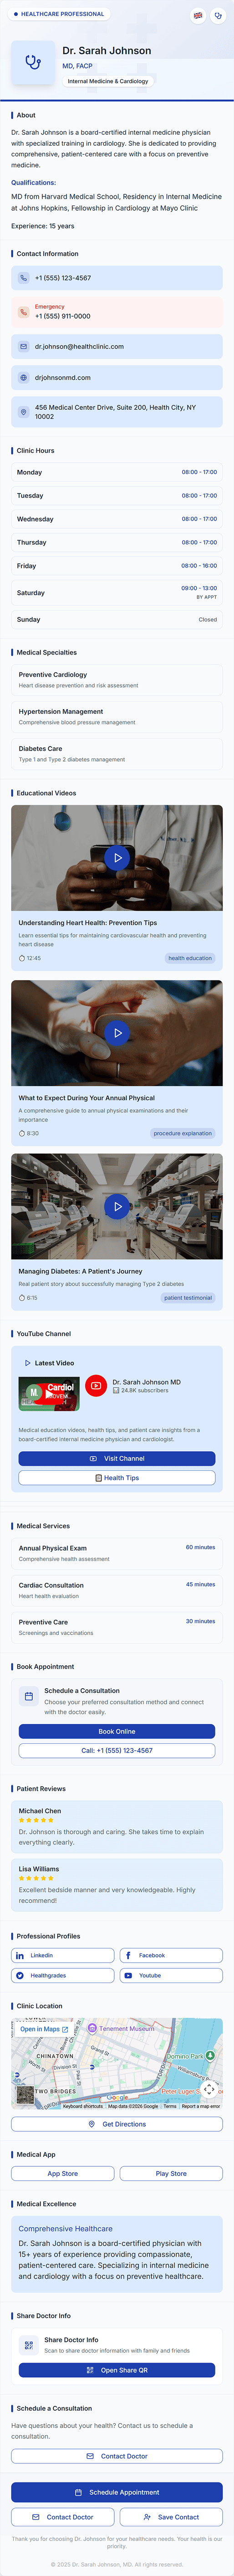 HEALTHCARE PROFESSIONAL
Dr. Sarah Johnson
MD, FACP
Internal Medicine & Cardiology
About
Dr. Sarah Johnson is a board-certified internal medicine physician
with specialized training in cardiology. She is dedicated to providing
comprehensive, patient-centered care with a focus on preventive
medicine.
Qualifications:
MD from Harvard Medical School, Residency in Internal Medicine
at Johns Hopkins, Fellowship in Cardiology at Mayo Clinic
Experience: 15 years
Contact Information
+1 (555) 123-4567
Emergency
+1 (555) 911-0000
dr.johnson@healthclinic.com
drjohnsonmd.com
456 Medical Center Drive, Suite 200, Health City, NY
10002
Clinic Hours
Monday 08:00 - 17:00
Tuesday 08:00 - 17:00
Wednesday 08:00 - 17:00
Thursday 08:00 - 17:00
Friday 08:00 - 16:00
Saturday 09:00 - 13:00
BY APPT
Sunday Closed
Medical Specialties
Preventive Cardiology
Heart disease prevention and risk assessment
Hypertension Management
Comprehensive blood pressure management
Diabetes Care
Type 1 and Type 2 diabetes management
Educational Videos
Understanding Heart Health: Prevention Tips
Learn essential tips for maintaining cardiovascular health and preventing
heart disease
12:45 health education
What to Expect During Your Annual Physical
A comprehensive guide to annual physical examinations and their
importance
8:30 procedure explanation
Managing Diabetes: A Patient's Journey
Real patient story about successfully managing Type 2 diabetes
6:15 patient testimonial
YouTube Channel
Latest Video
M Cardiol
Dr. Sarah Johnson MD
24.8K subscribers
Medical education videos, health tips, and patient care insights from a
board-certified internal medicine physician and cardiologist.
Visit Channel
Health Tips
Medical Services
Annual Physical Exam 60 minutes
Comprehensive health assessment
Cardiac Consultation 45 minutes
Heart health evaluation
Preventive Care 30 minutes
Screenings and vaccinations
Book Appointment
Schedule a Consultation
Choose your preferred consultation method and connect
with the doctor easily.
Book Online
Call: +1 (555) 123-4567
Patient Reviews
Michael Chen
Dr. Johnson is thorough and caring. She takes time to explain
everything clearly.
Lisa Williams
Excellent bedside manner and very knowledgeable. Highly
recommend!
Professional Profiles
Linkedin Facebook
Healthgrades Youtube
Clinic Location
Open in Maps
Tenement Museum
CHINATOWN
Division St
Domino Park
TWO BRIDGES
Google
Keyboard shortcuts Map data ©2026 Google Terms Report a map error
Get Directions
Medical App
App Store Play Store
Medical Excellence
Comprehensive Healthcare
Dr. Sarah Johnson is a board-certified physician with
15+ years of experience providing compassionate,
patient-centered care. Specializing in internal medicine
and cardiology with a focus on preventive healthcare.
Share Doctor Info
Share Doctor Info
Scan to share doctor information with family and friends
Open Share QR
Schedule a Consultation
Have questions about your health? Contact us to schedule a
consultation.
Contact Doctor
Schedule Appointment
Contact Doctor Save Contact
Thank you for choosing Dr. Johnson for your healthcare needs. Your health is our
priority.
© 2025 Dr. Sarah Johnson, MD. All rights reserved.